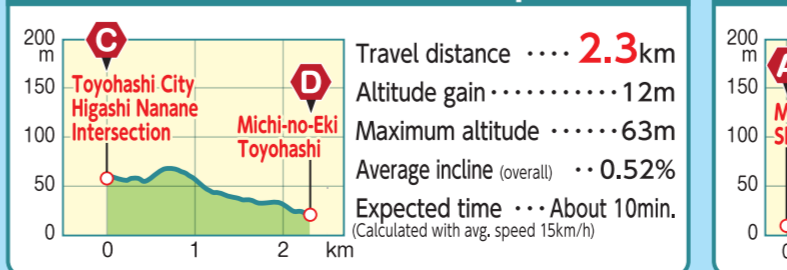 200
m
150
100
50
0
0 1 2 km
C
Toyohashi City
Higashi Nanane
Intersection
D
Michi-no-Eki
Toyohashi
Travel distance ···· 2.3km
Altitude gain ··········· 12m
Maximum altitude ······ 63m
Average incline (overall) ·· 0.52%
Expected time ··· About 10min.
(Calculated with avg. speed 15km/h)
200
m
150
100
50
0